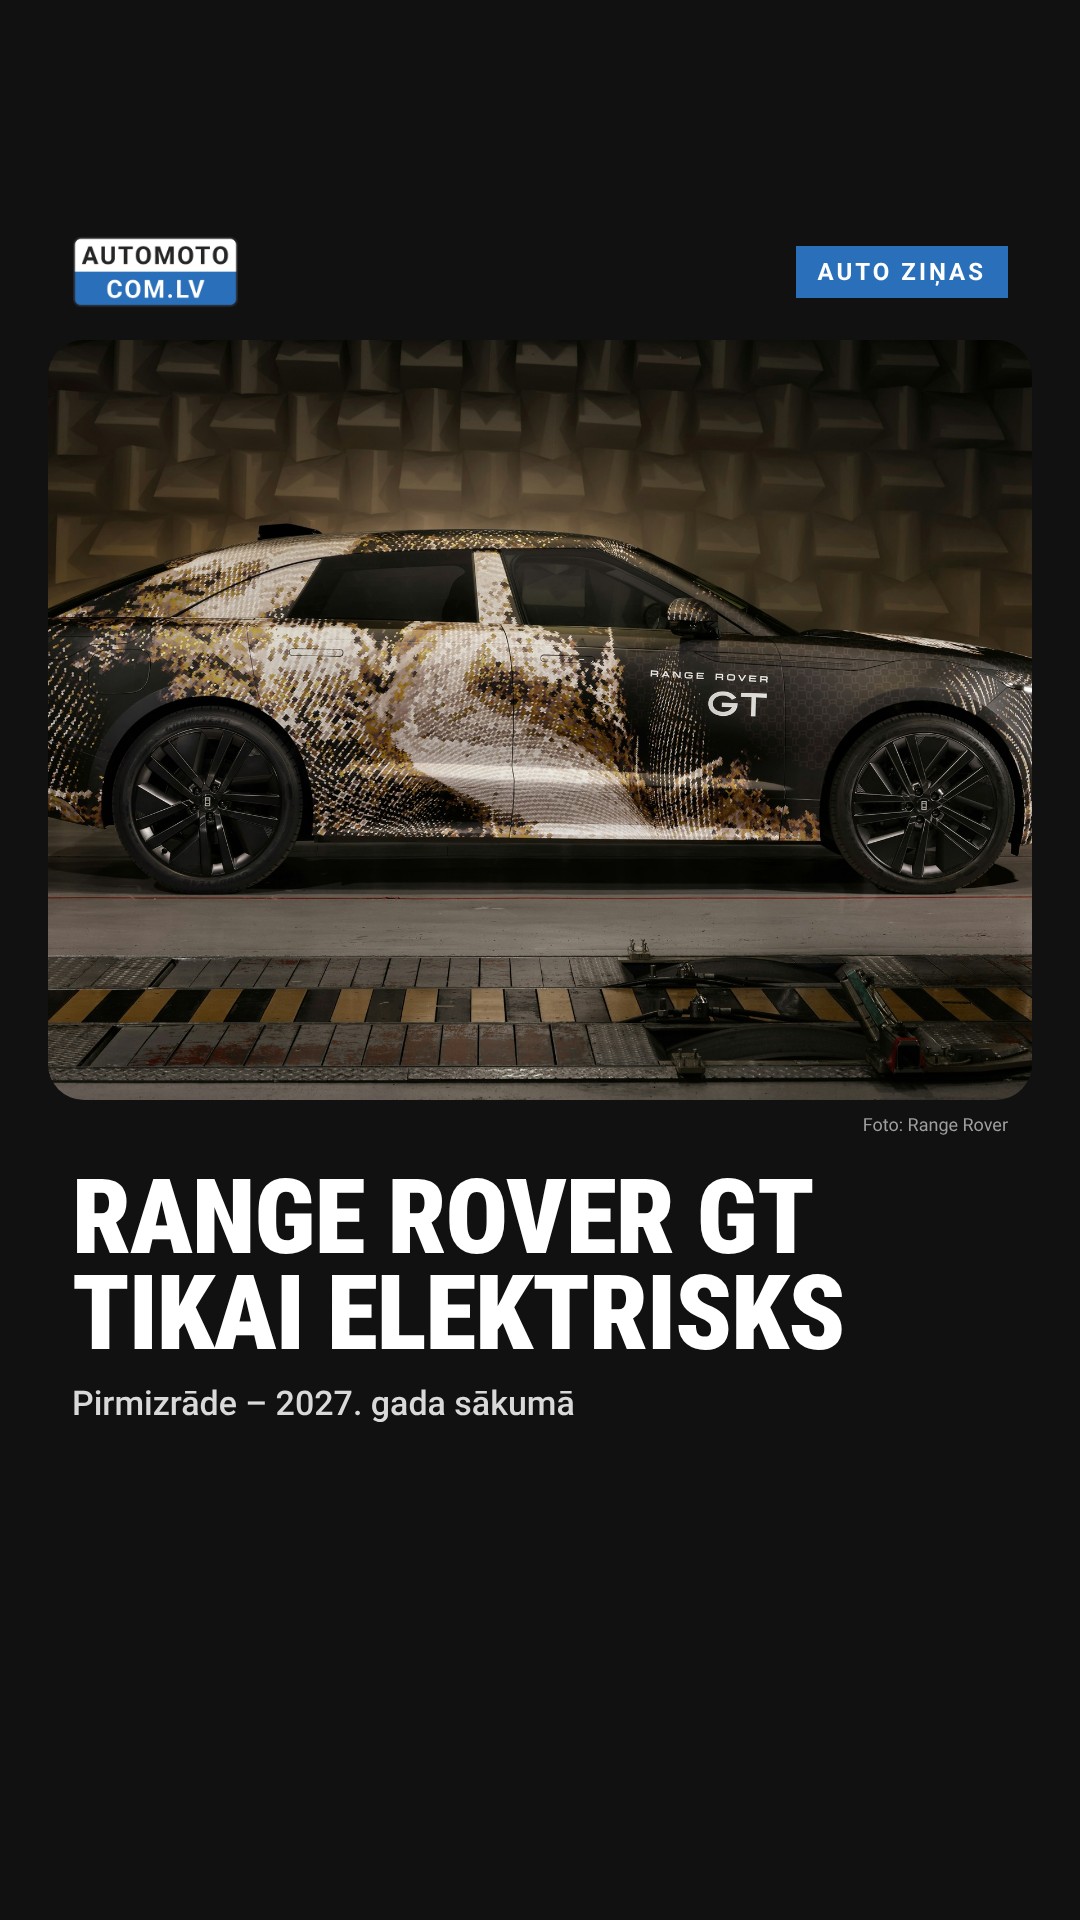 AUTOMOTO
COM.LV
AUTO ZIŅAS
RANGE ROVER
GT
Foto: Range Rover
RANGE ROVER GT
TIKAI ELEKTRISKS
Pirmizrāde – 2027. gada sākumā